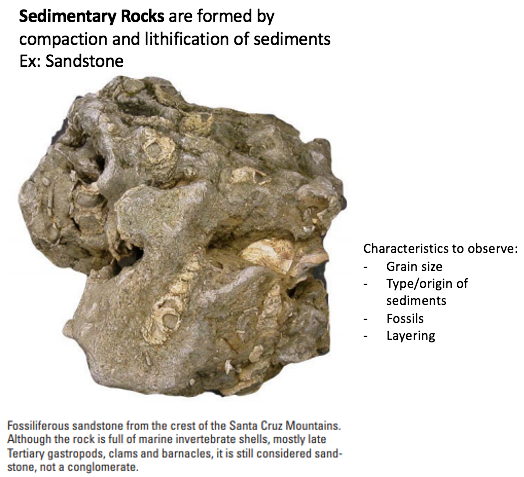 Sedimentary Rocks are formed by
compaction and lithification of sediments
Ex: Sandstone
Characteristics to observe:
- Grain size
- Type/origin of
sediments
- Fossils
- Layering
Fossiliferous sandstone from the crest of the Santa Cruz Mountains.
Although the rock is full of marine invertebrate shells, mostly late
Tertiary gastropods, clams and barnacles, it is still considered sand-
stone, not a conglomerate.